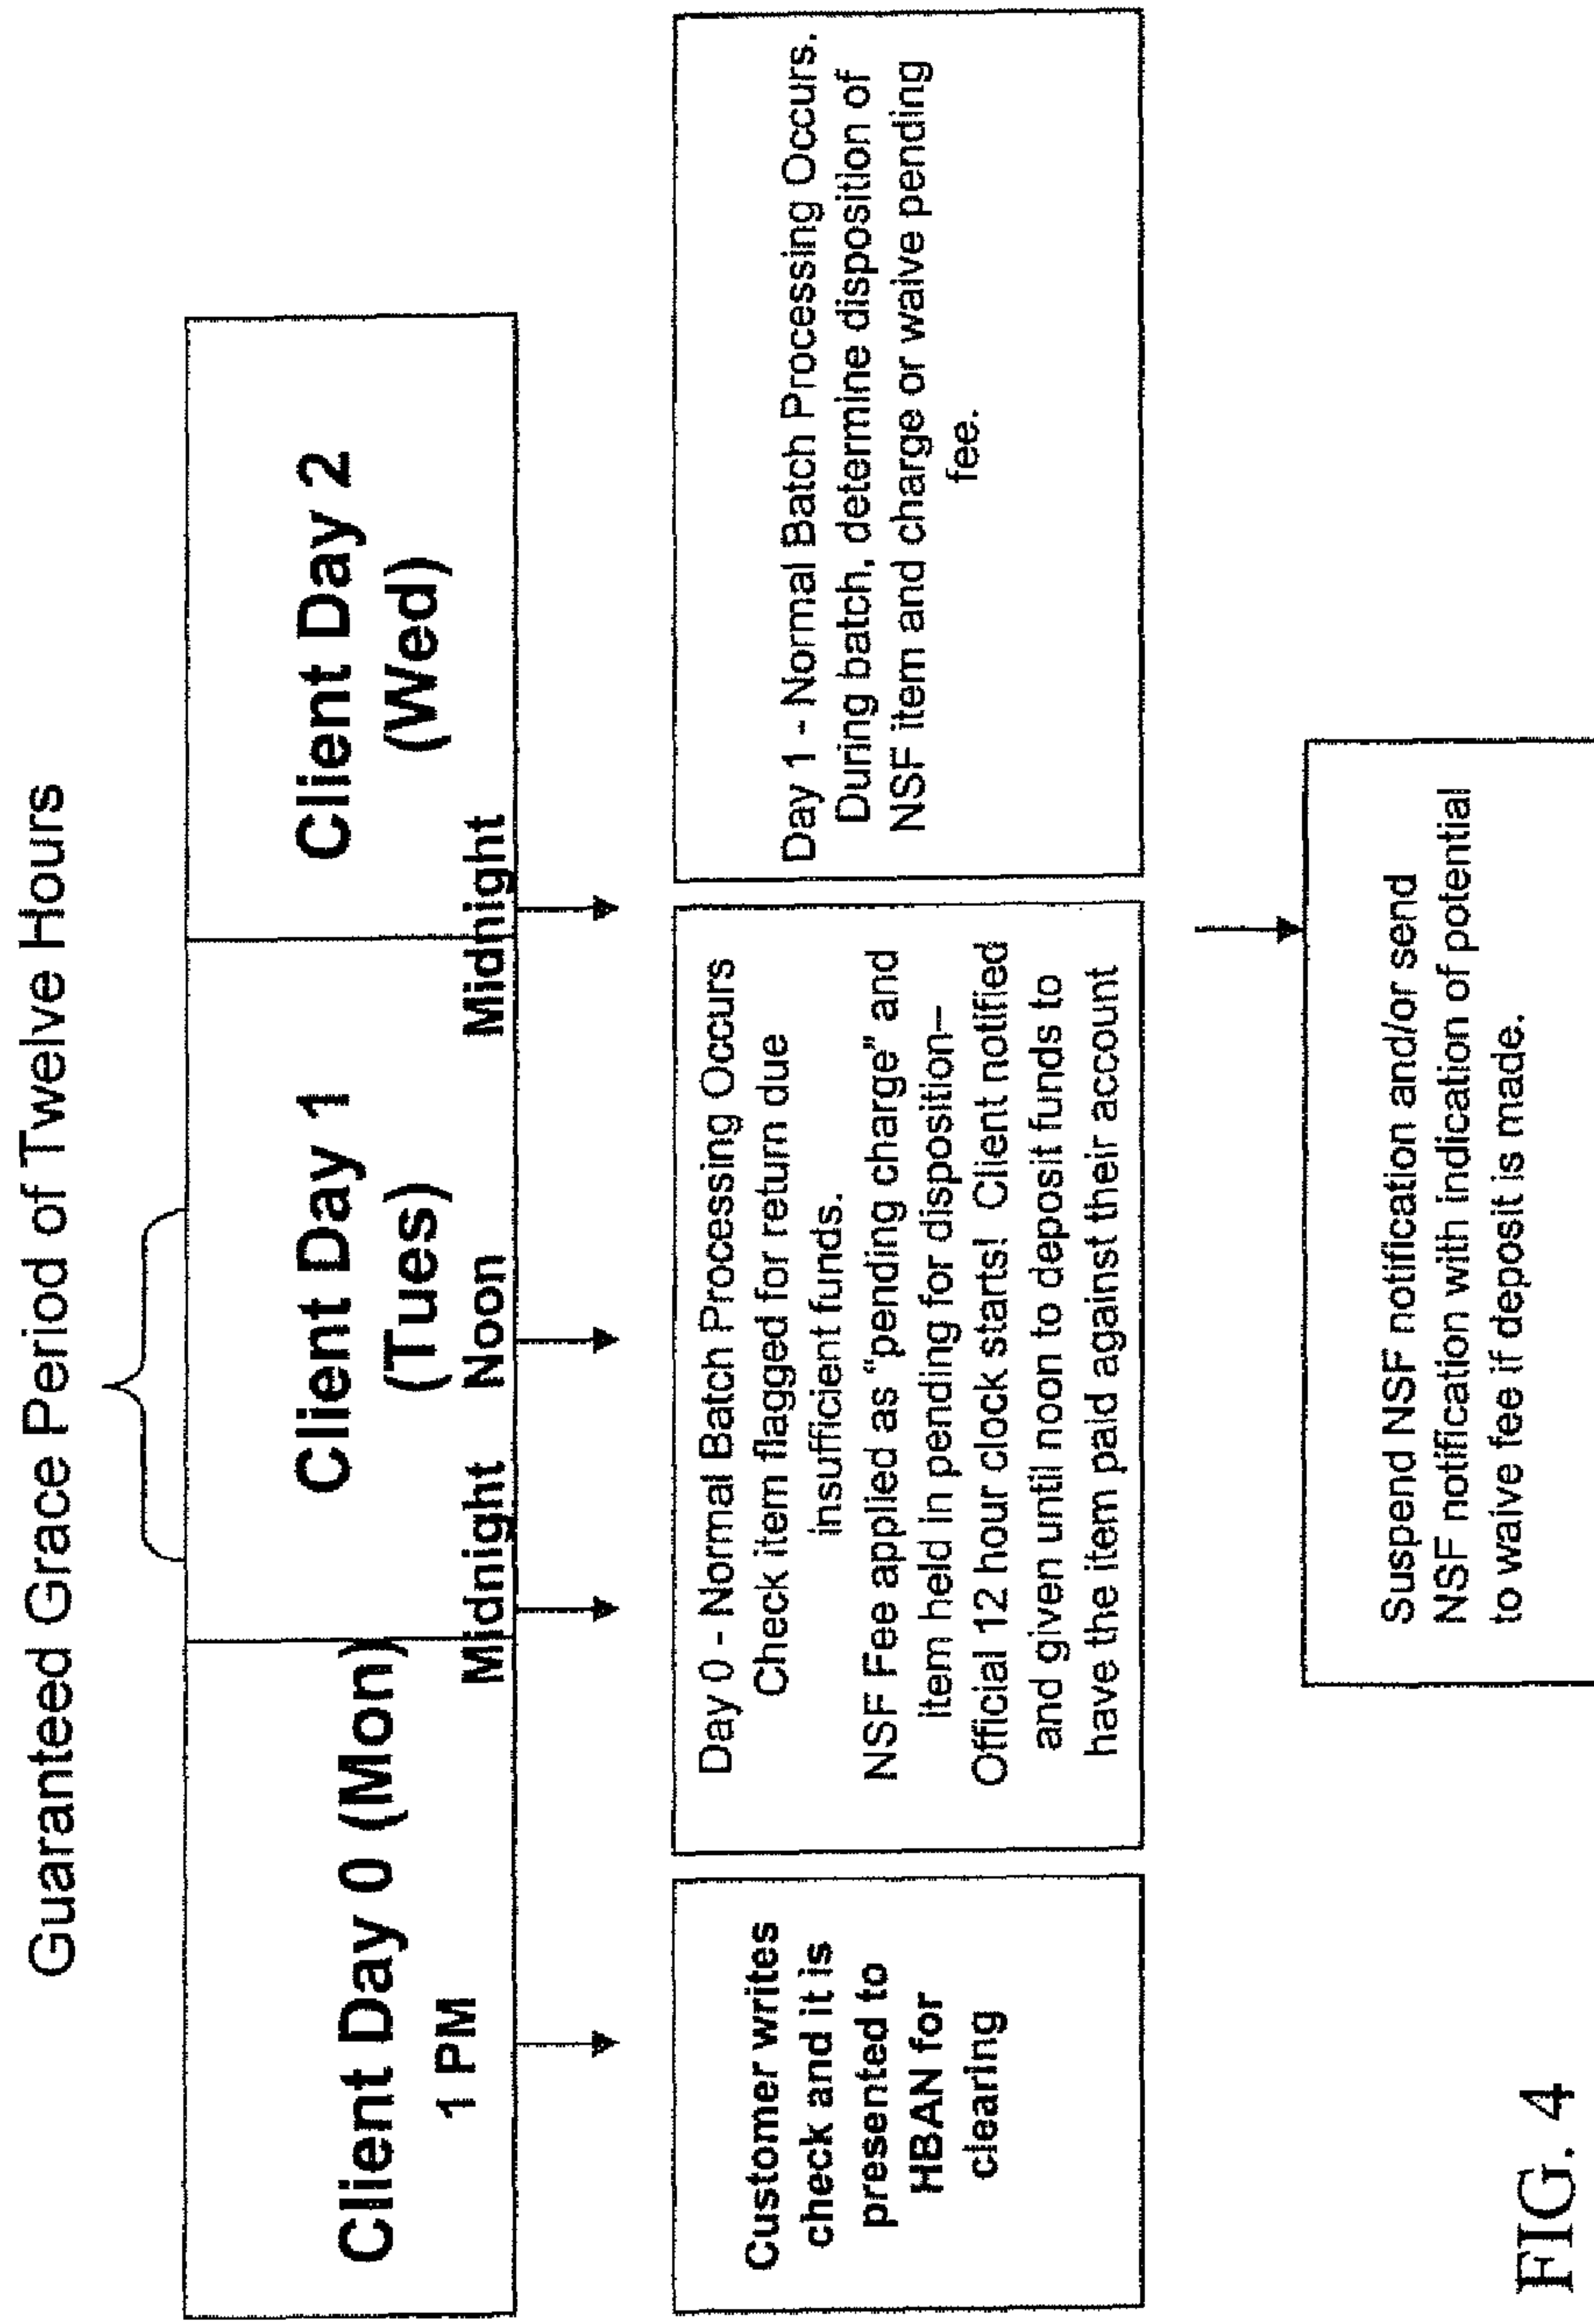 Guaranteed Grace Period of Twelve Hours
Client Day 0 (Mon)
1 PM
Client Day 1
(Tues)
Midnight Noon
Client Day 2
(Wed)
Midnight
Customer writes
check and it is
presented to
HBAN for
clearing
Day 0 - Normal Batch Processing Occurs
Check item flagged for return due
insufficient funds.
NSF Fee applied as “pending charge” and
item held in pending for disposition–
Official 12 hour clock starts! Client notified
and given until noon to deposit funds to
have the item paid against their account
Day 1 - Normal Batch Processing Occurs.
During batch, determine disposition of
NSF item and charge or waive pending
fee.
Suspend NSF notification and/or send
NSF notification with indication of potential
to waive fee if deposit is made.
FIG. 4